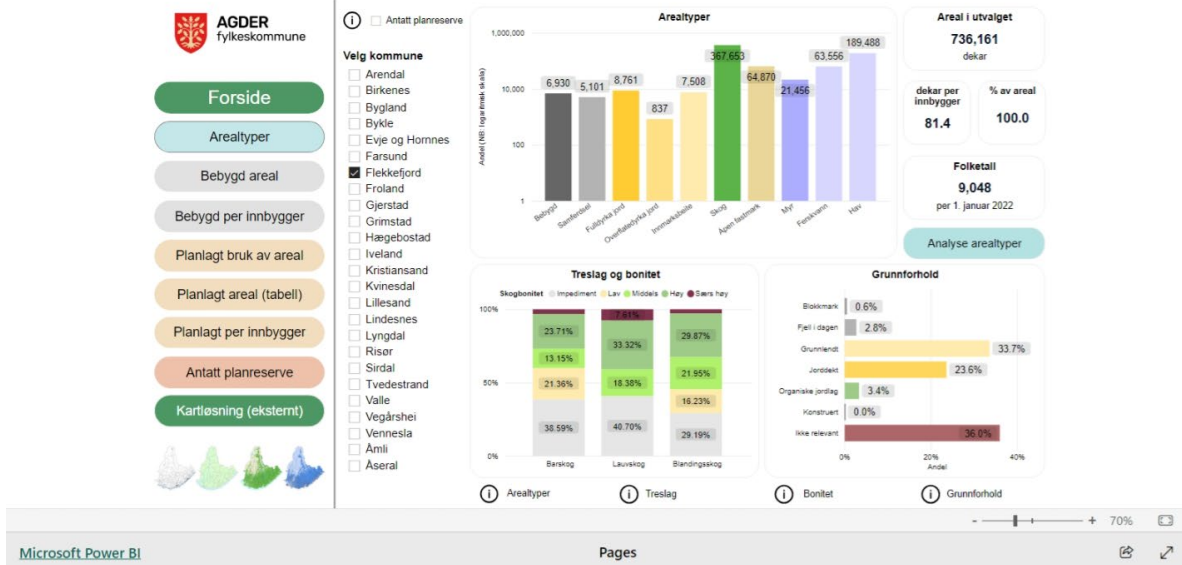 AGDER
fylkeskommune
Forside
Arealtyper
Bebygd areal
Bebygd per innbygger
Planlagt bruk av areal
Planlagt areal (tabell)
Planlagt per innbygger
Antatt planreserve
Kartløsning (eksternt)
Antatt planreserve
Velg kommune
Arendal
Birkenes
Bygland
Bykle
Evje og Hornnes
Farsund
Flekkefjord
Froland
Gjerstad
Grimstad
Hægebostad
Iveland
Kristiansand
Kvinesdal
Lillesand
Lindesnes
Lyngdal
Risør
Sirdal
Tvedestrand
Valle
Vegårshei
Vennesla
Åmli
Åseral
Arealtyper
Andel (NB: logaritmisk skala)
1,000,000
10,000
100
1
6,930
5,101
8,761
837
7,508
367,653
64,870
21,456
63,556
189,488
Bebygd
Samferdsel
Fulldyrka jord
Overflatedyrka jord
Innmarksbeite
Skog
Åpen fastmark
Myr
Ferskvann
Hav
Areal i utvalget
736,161
dekar
dekar per
innbygger
81.4
% av areal
100.0
Folketall
9,048
per 1. januar 2022
Analyse arealtyper
Treslag og bonitet
Skogbonitet Impediment Lav Middels Høy Særs høy
100%
50%
0%
23.71%
13.15%
21.36%
38.59%
7.61%
33.32%
18.38%
40.70%
29.87%
21.95%
16.23%
29.19%
Barskog
Lauvskog
Blandingsskog
Grunnforhold
Blokkmark 0.6%
Fjell i dagen 2.8%
Grunnlendt 33.7%
Jorddekt 23.6%
Organiske jordlag 3.4%
Konstruert 0.0%
Ikke relevant 36.0%
0% 20% 40%
Andel
Arealtyper
Treslag
Bonitet
Grunnforhold
- + 70%
Microsoft Power BI
Pages